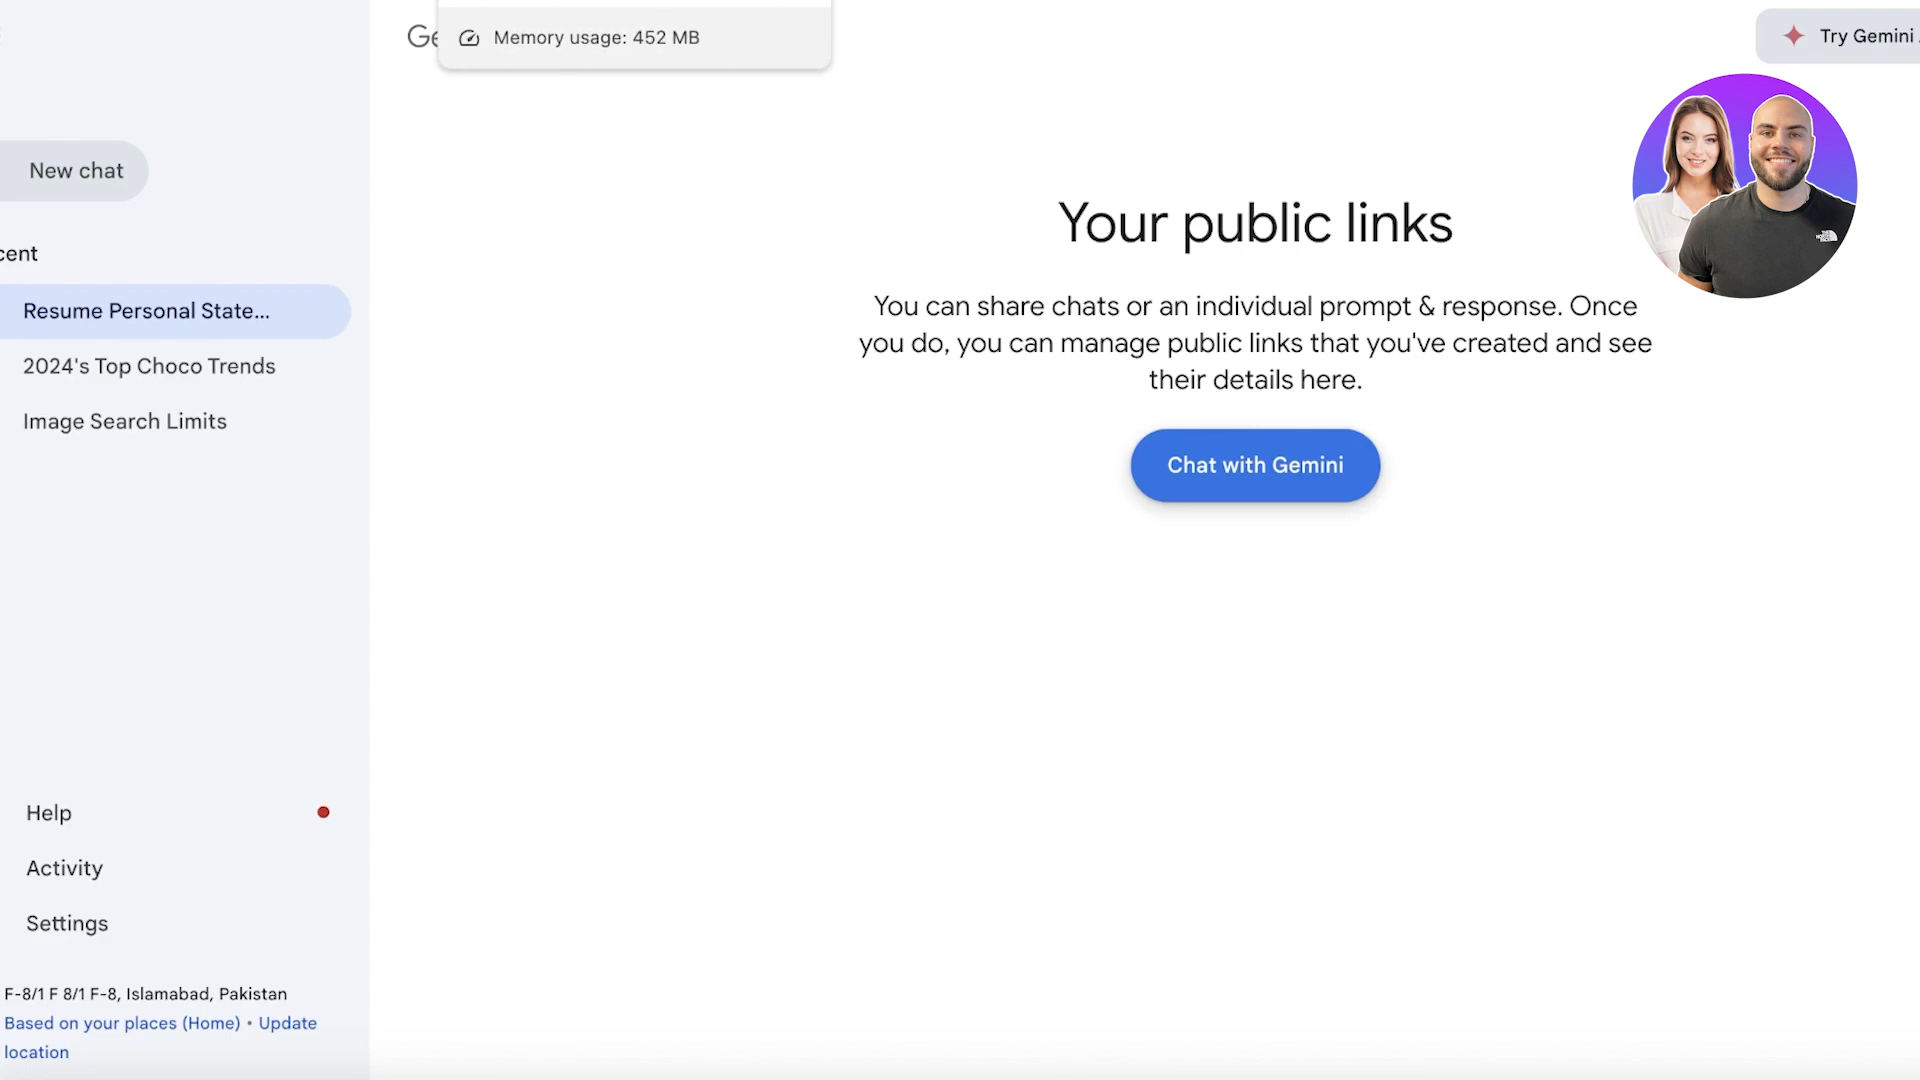 Ge
Memory usage: 452 MB
Try Gemini
New chat
cent
Resume Personal State...
2024's Top Choco Trends
Image Search Limits
Your public links
You can share chats or an individual prompt & response. Once
you do, you can manage public links that you've created and see
their details here.
Chat with Gemini
Help
Activity
Settings
F-8/1 F 8/1 F-8, Islamabad, Pakistan
Based on your places (Home) • Update
location